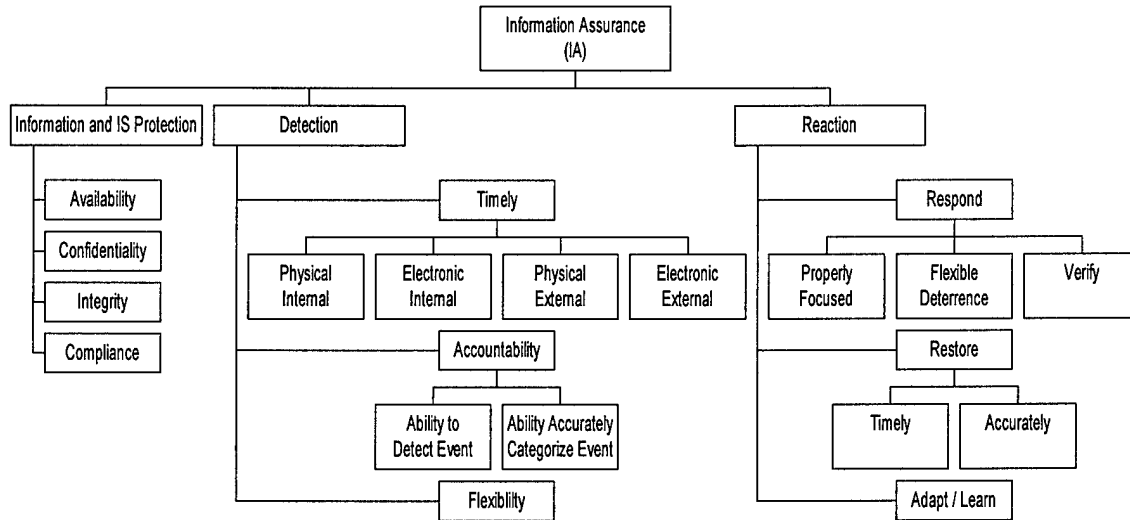 Information Assurance
(IA)
Information and IS Protection
Detection
Reaction
Availability
Confidentiality
Integrity
Compliance
Timely
Physical
Internal
Electronic
Internal
Physical
External
Electronic
External
Accountability
Ability to
Detect Event
Ability Accurately
Categorize Event
Flexiblity
Respond
Properly
Focused
Flexible
Deterrence
Verify
Restore
Timely
Accurately
Adapt / Learn